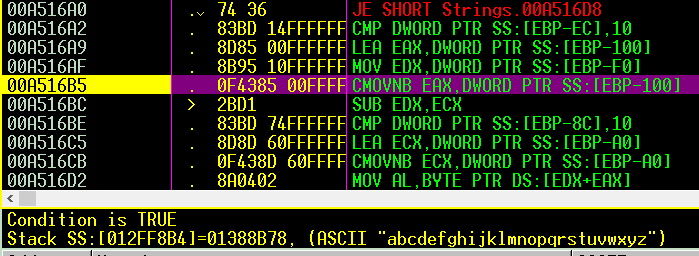 00A516A0 .v 74 36 JE SHORT Strings.00A516D8
00A516A2 . 83BD 14FFFFFF CMP DWORD PTR SS:[EBP-EC],10
00A516A9 . 8D85 00FFFFFF LEA EAX,DWORD PTR SS:[EBP-100]
00A516AF . 8B95 10FFFFFF MOV EDX,DWORD PTR SS:[EBP-F0]
00A516B5 . 0F4385 00FFFF CMOVNB EAX,DWORD PTR SS:[EBP-100]
00A516BC > 2BD1 SUB EDX,ECX
00A516BE . 83BD 74FFFFFF CMP DWORD PTR SS:[EBP-8C],10
00A516C5 . 8D8D 60FFFFFF LEA ECX,DWORD PTR SS:[EBP-A0]
00A516CB . 0F438D 60FFFF CMOVNB ECX,DWORD PTR SS:[EBP-A0]
00A516D2 . 8A0402 MOV AL,BYTE PTR DS:[EDX+EAX]
Condition is TRUE
Stack SS:[012FF8B4]=01388B78, (ASCII "abcdefghijklmnopqrstuvwxyz")